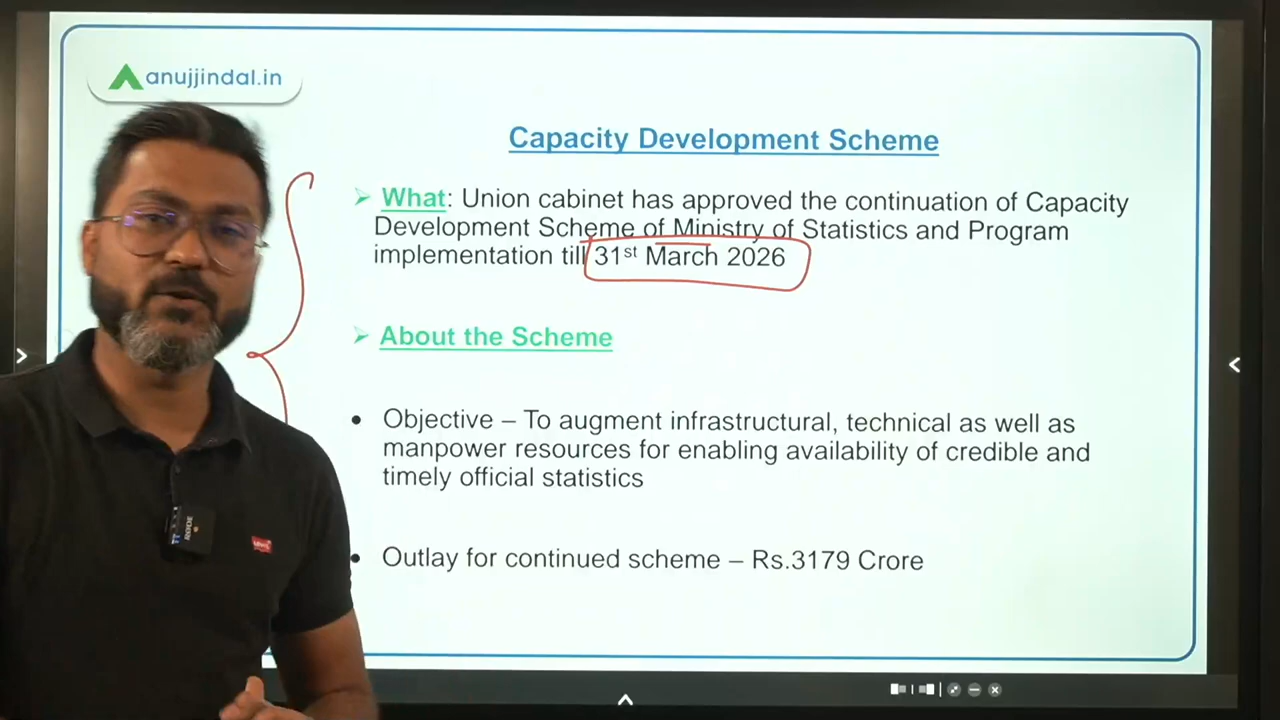 anujjindal.in
Capacity Development Scheme
What: Union cabinet has approved the continuation of Capacity
Development Scheme of Ministry of Statistics and Program
implementation till 31st March 2026
About the Scheme
• Objective – To augment infrastructural, technical as well as
manpower resources for enabling availability of credible and
timely official statistics
• Outlay for continued scheme – Rs.3179 Crore
RODE